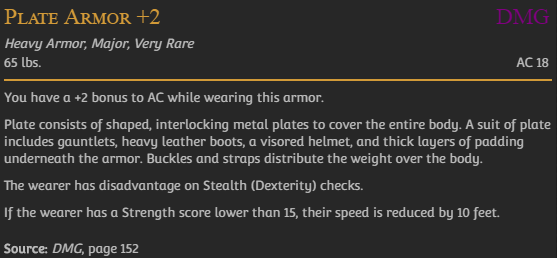 PLATE ARMOR +2 DMG
Heavy Armor, Major, Very Rare
65 lbs. AC 18
You have a +2 bonus to AC while wearing this armor.
Plate consists of shaped, interlocking metal plates to cover the entire body. A suit of plate
includes gauntlets, heavy leather boots, a visored helmet, and thick layers of padding
underneath the armor. Buckles and straps distribute the weight over the body.
The wearer has disadvantage on Stealth (Dexterity) checks.
If the wearer has a Strength score lower than 15, their speed is reduced by 10 feet.
Source: DMG, page 152